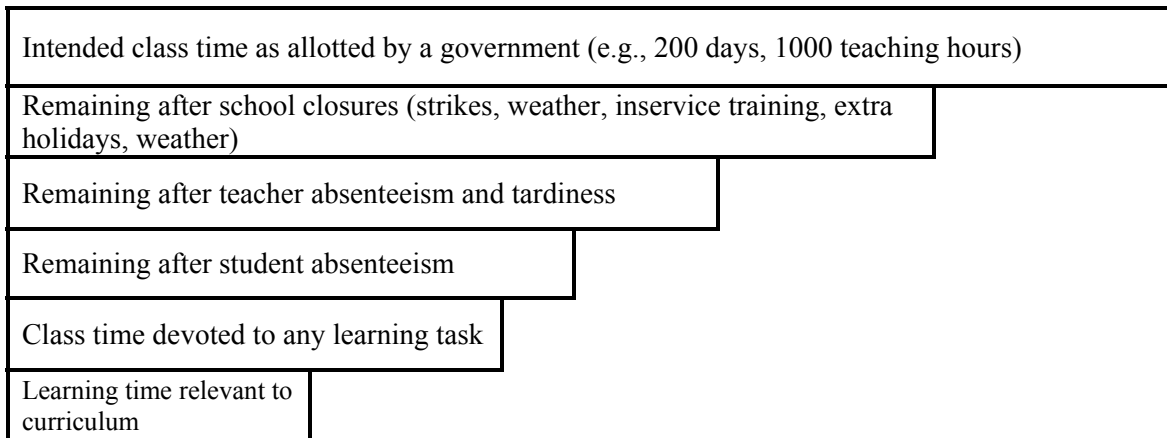 Intended class time as allotted by a government (e.g., 200 days, 1000 teaching hours)
Remaining after school closures (strikes, weather, inservice training, extra
holidays, weather)
Remaining after teacher absenteeism and tardiness
Remaining after student absenteeism
Class time devoted to any learning task
Learning time relevant to
curriculum